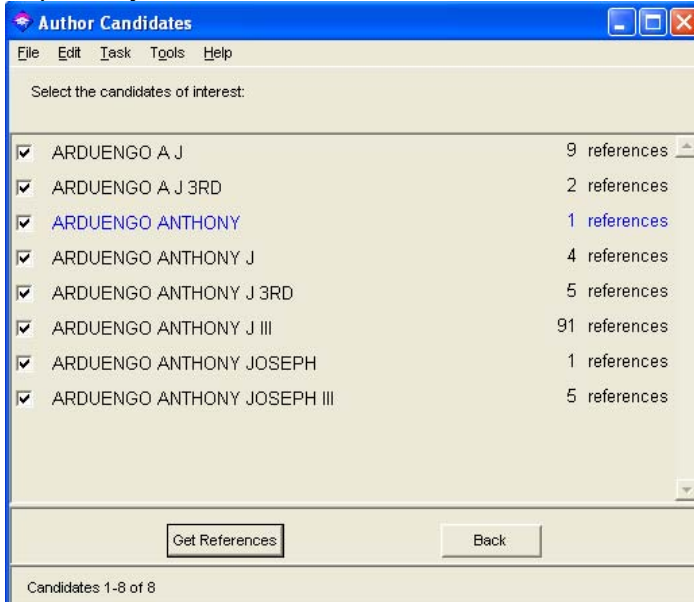 Author Candidates
File Edit Task Tools Help
Select the candidates of interest:
ARDUENGO A J 9 references
ARDUENGO A J 3RD 2 references
ARDUENGO ANTHONY 1 references
ARDUENGO ANTHONY J 4 references
ARDUENGO ANTHONY J 3RD 5 references
ARDUENGO ANTHONY J III 91 references
ARDUENGO ANTHONY JOSEPH 1 references
ARDUENGO ANTHONY JOSEPH III 5 references
Get References Back
Candidates 1-8 of 8